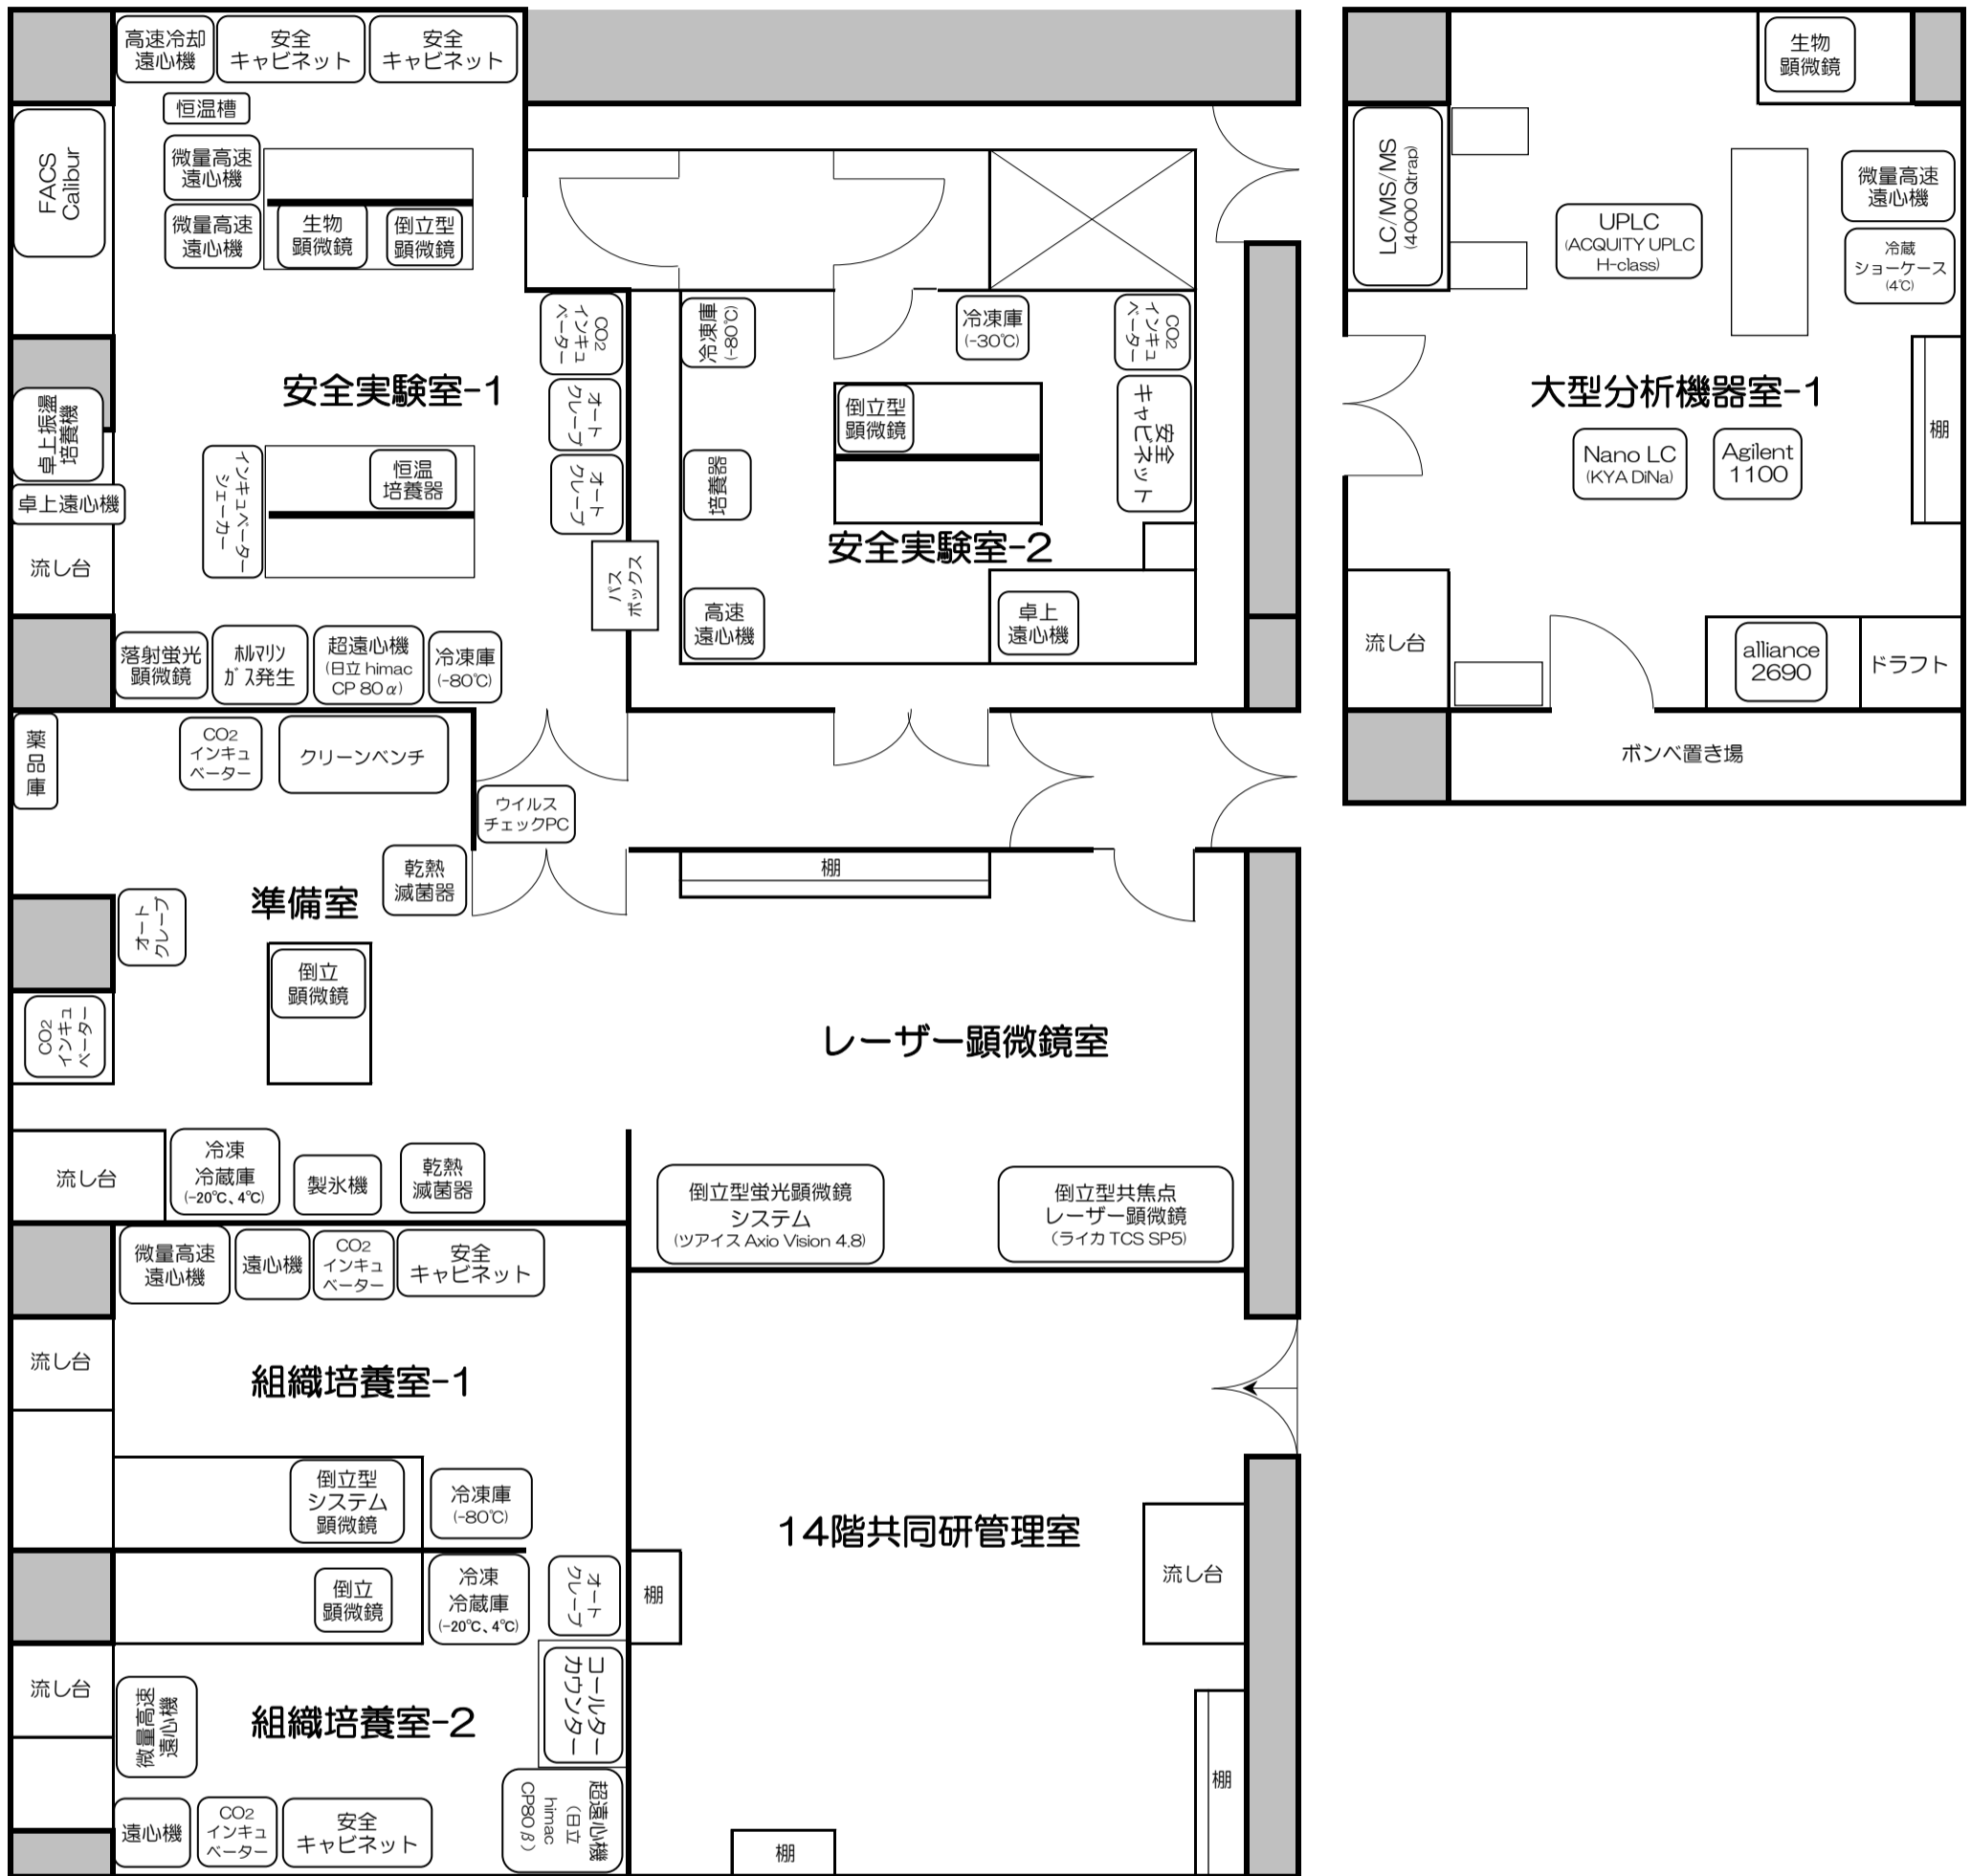 高速冷却
遠心機
安全
キャビネット
安全
キャビネット
恒温槽
FACS
Calibur
微量高速
遠心機
微量高速
遠心機
生物
顕微鏡
倒立型
顕微鏡
CO2
インキュ
ベーター
安全実験室-1
オート
クレーブ
オート
クレーブ
卓上振盪
培養機
卓上遠心機
インキュベーター
シェーカー
恒温
培養器
流し台
パス
ボックス
落射蛍光
顕微鏡
ﾎﾙﾏﾘﾝ
ｶﾞｽ発生
超遠心機
(日立 himac
CP 80 α)
冷凍庫
(-80℃)
冷凍庫
(-80℃)
冷凍庫
(-30℃)
CO2
インキュ
ベーター
倒立型
顕微鏡
安全
キャビネット
培養器
安全実験室-2
高速
遠心機
卓上
遠心機
生物
顕微鏡
LC/MS/MS
(4000 Qtrap)
UPLC
(ACQUITY UPLC
H-class)
微量高速
遠心機
冷蔵
ショーケース
(4℃)
大型分析機器室-1
棚
Nano LC
(KYA DiNa)
Agilent
1100
流し台
alliance
2690
ドラフト
ボンベ置き場
薬品庫
CO2
インキュ
ベーター
クリーンベンチ
ウイルス
チェックPC
乾熱
滅菌器
準備室
オート
クレーブ
倒立
顕微鏡
CO2
インキュ
ベーター
流し台
冷凍
冷蔵庫
(-20℃、4℃)
製氷機
乾熱
滅菌器
棚
レーザー顕微鏡室
倒立型蛍光顕微鏡
システム
(ツアイス Axio Vision 4.8)
倒立型共焦点
レーザー顕微鏡
(ライカ TCS SP5)
微量高速
遠心機
遠心機
CO2
インキュ
ベーター
安全
キャビネット
流し台
組織培養室-1
倒立型
システム
顕微鏡
冷凍庫
(-80℃)
倒立
顕微鏡
冷凍
冷蔵庫
(-20℃、4℃)
オート
クレーブ
流し台
微量高速
遠心機
組織培養室-2
コールター
カウンター
遠心機
CO2
インキュ
ベーター
安全
キャビネット
超遠心機
(日立
himac
CP80 β)
14階共同研管理室
棚
流し台
棚
棚